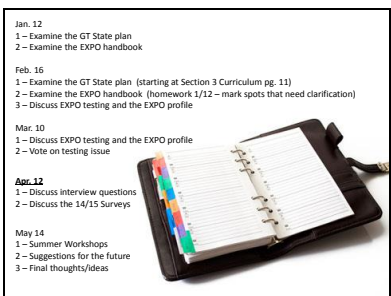 Jan. 12
1 – Examine the GT State plan
2 – Examine the EXPO handbook
Feb. 16
1 – Examine the GT State plan (starting at Section 3 Curriculum pg. 11)
2 – Examine the EXPO handbook (homework 1/12 – mark spots that need clarification)
3 – Discuss EXPO testing and the EXPO profile
Mar. 10
1 – Discuss EXPO testing and the EXPO profile
2 – Vote on testing issue
Apr. 12
1 – Discuss interview questions
2 – Discuss the 14/15 Surveys
May 14
1 – Summer Workshops
2 – Suggestions for the future
3 – Final thoughts/ideas